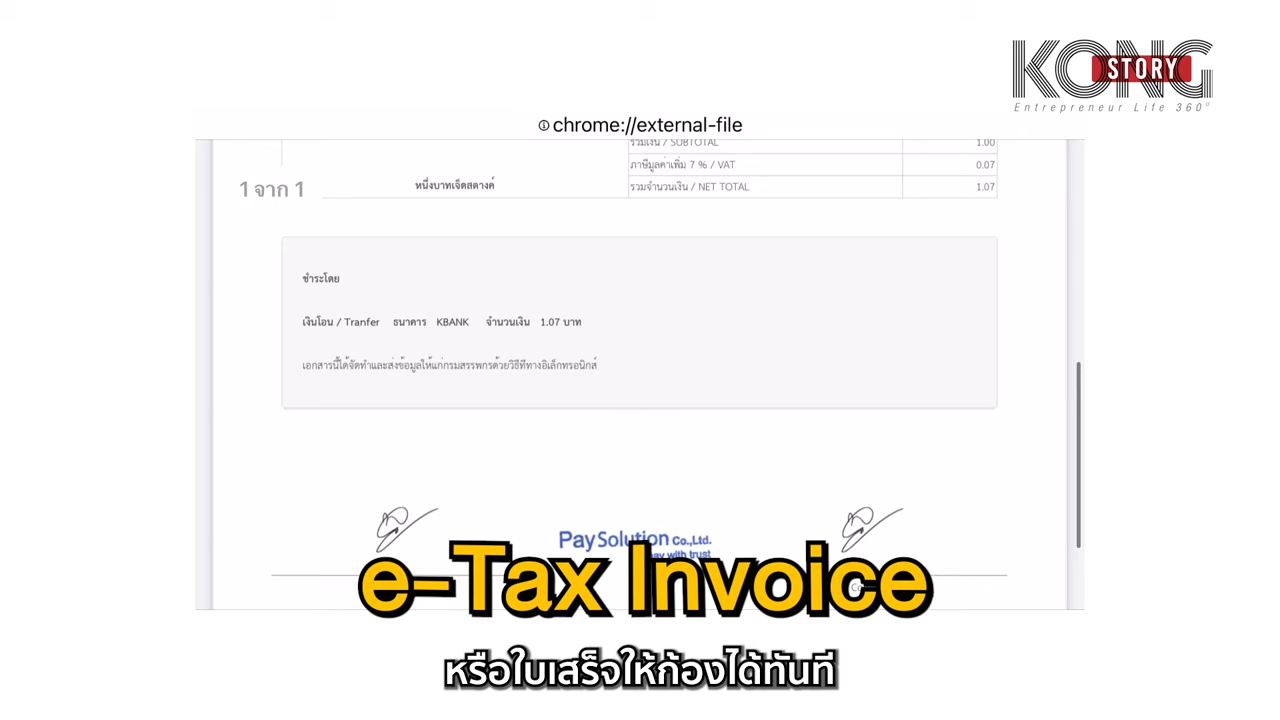 KONG
STORY
Entrepreneur Life 360°
chrome://external-file
รวมเงิน / SUBTOTAL 1.00
ภาษีมูลค่าเพิ่ม 7 % / VAT 0.07
1 จาก 1
หนึ่งบาทเจ็ดสตางค์
รวมจำนวนเงิน / NET TOTAL 1.07
ชำระโดย
เงินโอน / Tranfer ธนาคาร KBANK จำนวนเงิน 1.07 บาท
เอกสารนี้ได้จัดทำและส่งข้อมูลให้แก่กรมสรรพกรด้วยวิธีทีทางอิเล็กทรอนิกส์
Pay Solution Co.,Ltd.
pay with trust
e-Tax Invoice
หรือใบเสร็จให้ก้องได้ทันที